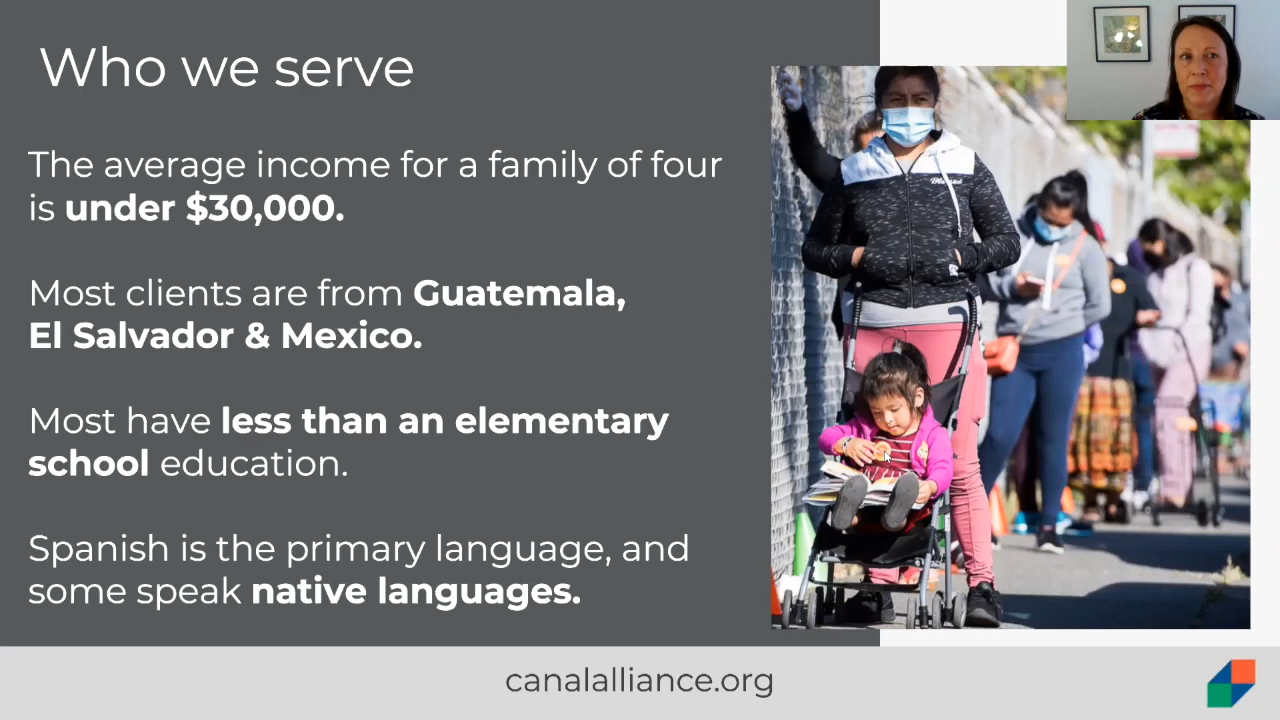 Who we serve
The average income for a family of four
is under $30,000.
Most clients are from Guatemala,
El Salvador & Mexico.
Most have less than an elementary
school education.
Spanish is the primary language, and
some speak native languages.
canalalliance.org